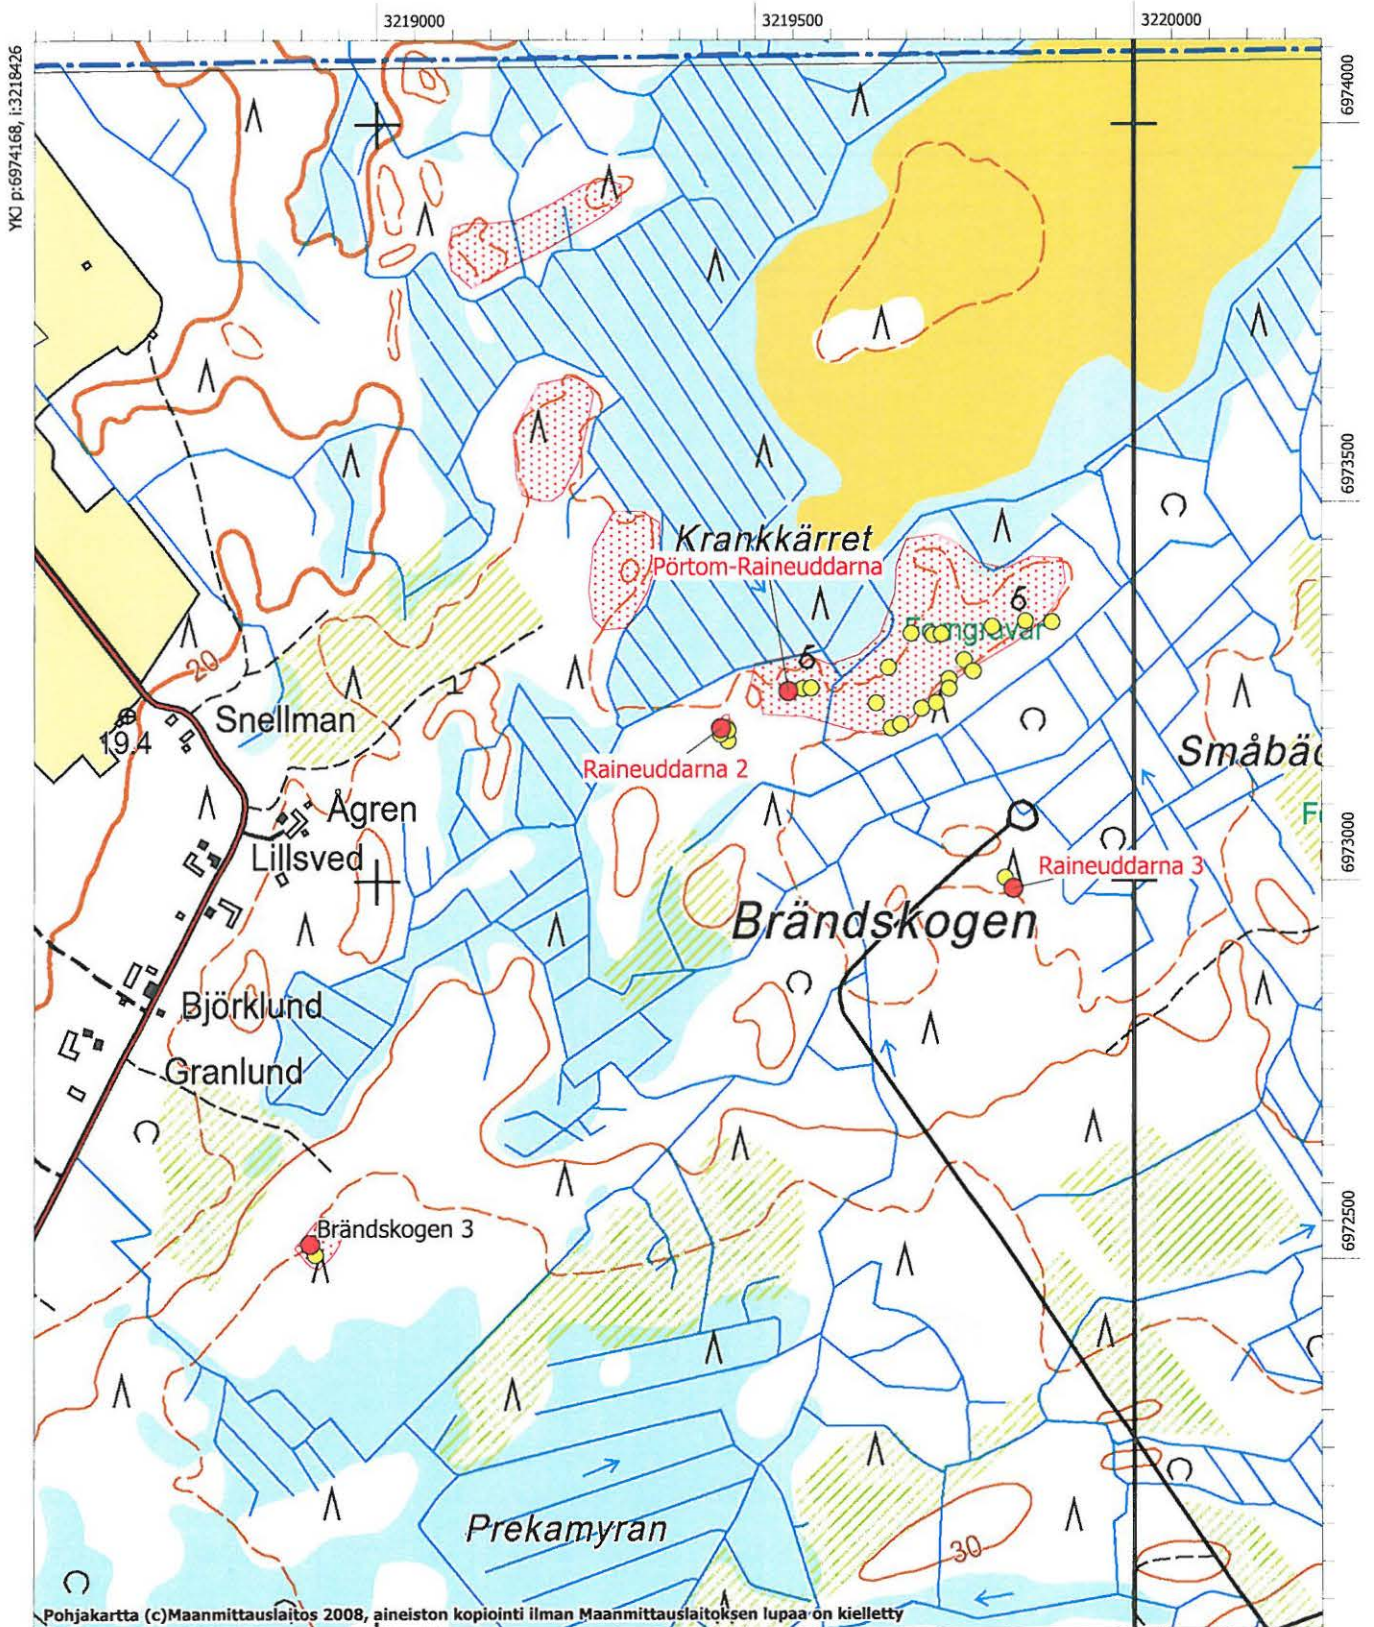 3219000
3219500
3220000
YKJ p:6974168, i:3218426
6974000
6973500
Krankkärret
Pörtom-Raineuddarna
6
6
20
Snellman
19.4
Raineuddarna 2
Ågren
Lillsved
6973000
Raineuddarna 3
Brändskogen
Björklund
Granlund
Brändskogen 3
6972500
Prekamyran
30
Pohjakartta (c)Maanmittauslaitos 2008, aineiston kopiointi ilman Maanmittauslaitoksen lupaa on kielletty